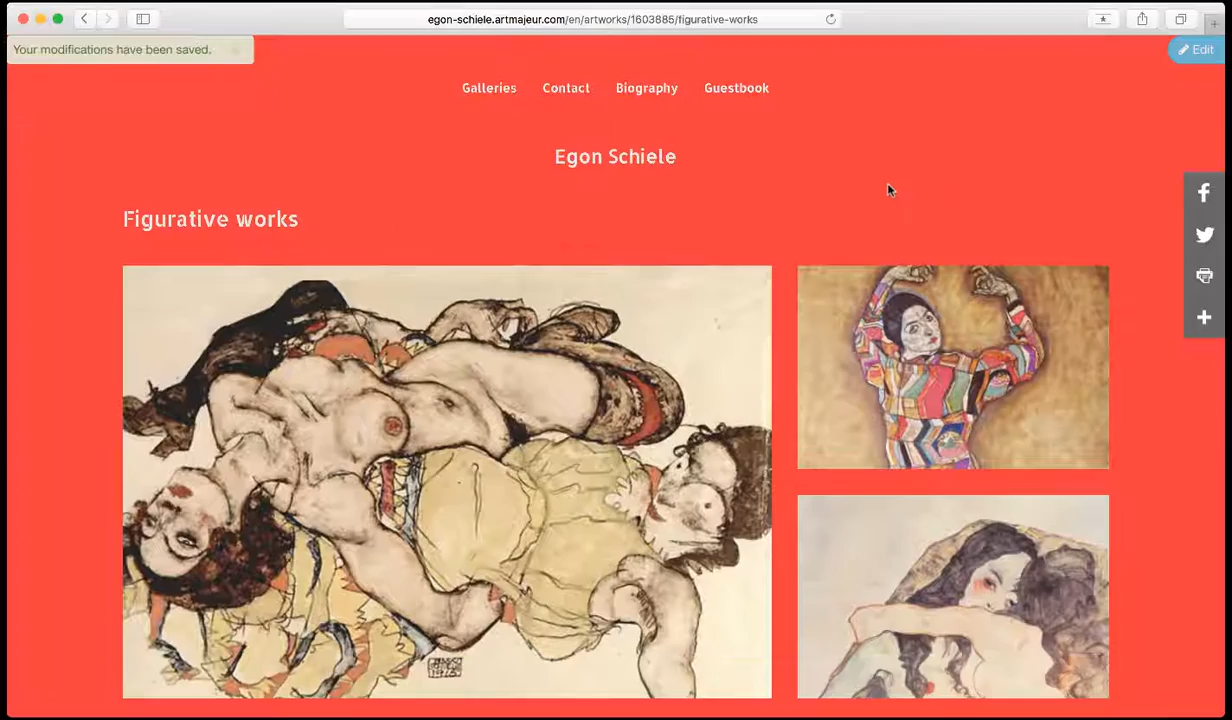 egon-schiele.artmajeur.com/en/artworks/1603885/figurative-works
Your modifications have been saved.
Edit
Galleries Contact Biography Guestbook
Egon Schiele
Figurative works